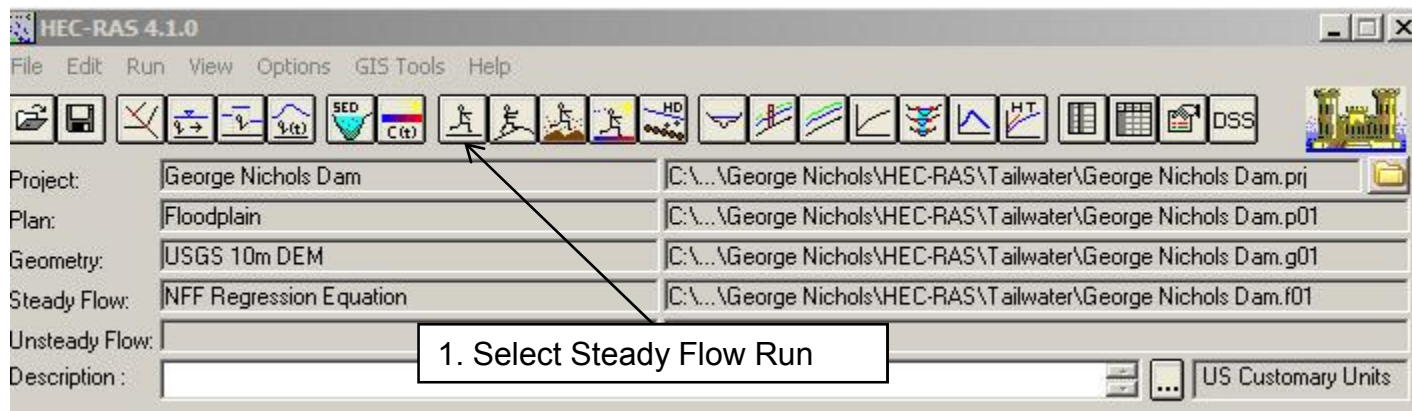 HEC-RAS 4.1.0
File Edit Run View Options GIS Tools Help
SED C(t) HD HT DSS
Project: George Nichols Dam C:\...\George Nichols\HEC-RAS\Tailwater\George Nichols Dam.prj
Plan: Floodplain C:\...\George Nichols\HEC-RAS\Tailwater\George Nichols Dam.p01
Geometry: USGS 10m DEM C:\...\George Nichols\HEC-RAS\Tailwater\George Nichols Dam.g01
Steady Flow: NFF Regression Equation C:\...\George Nichols\HEC-RAS\Tailwater\George Nichols Dam.f01
Unsteady Flow:
1. Select Steady Flow Run
Description : ... US Customary Units